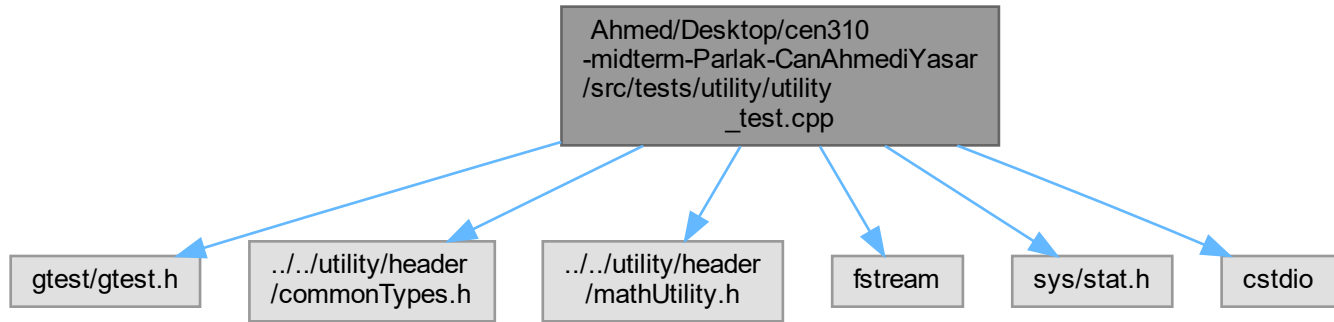 Ahmed/Desktop/cen310
-midterm-Parlak-CanAhmediYasar
/src/tests/utility/utility
_test.cpp
gtest/gtest.h
../../utility/header
/commonTypes.h
../../utility/header
/mathUtility.h
fstream
sys/stat.h
cstdio